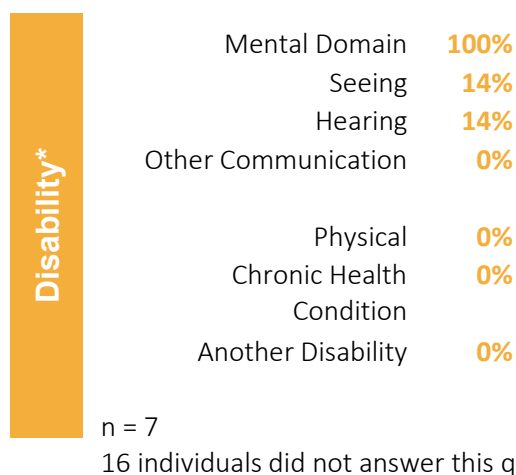 Disability*
Mental Domain 100%
Seeing 14%
Hearing 14%
Other Communication 0%
Physical 0%
Chronic Health 0%
Condition
Another Disability 0%
n = 7
16 individuals did not answer this q